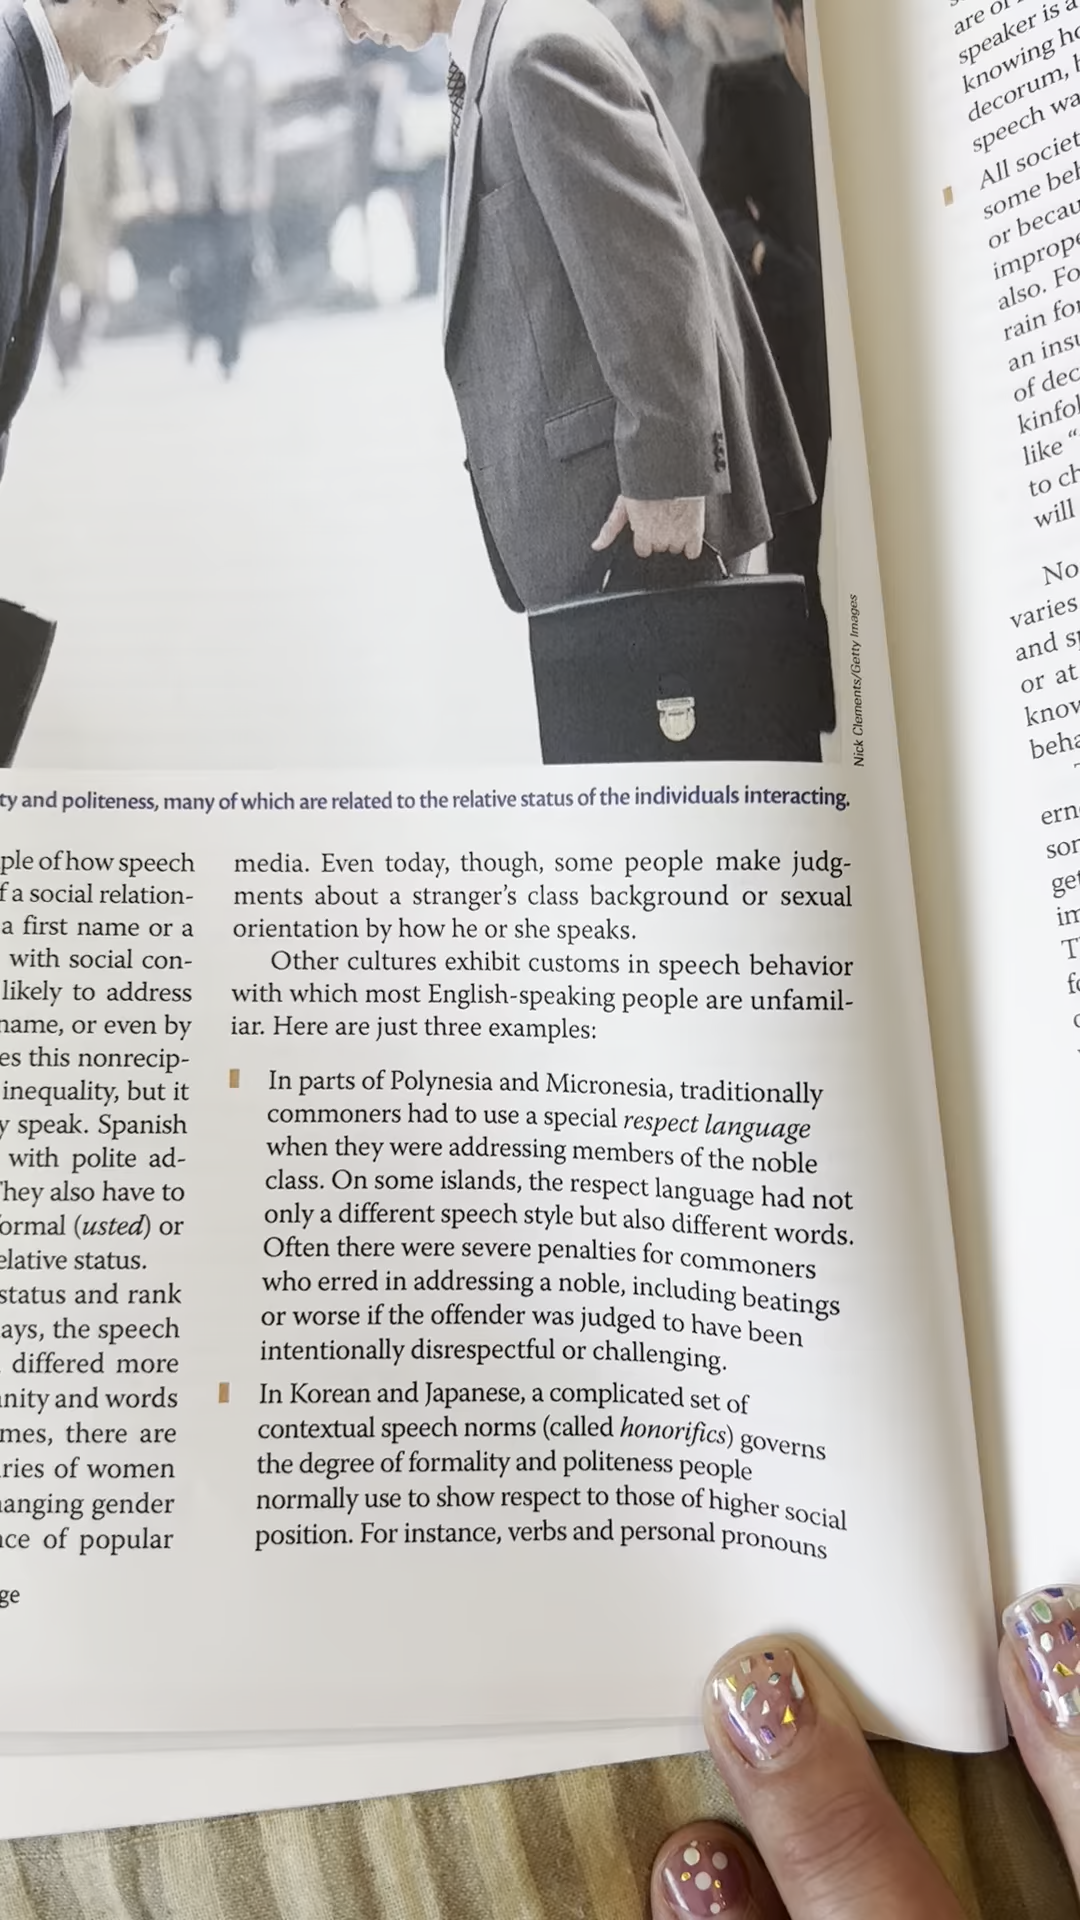 Nick Clements/Getty Images
ty and politeness, many of which are related to the relative status of the individuals interacting.
ple of how speech
f a social relation-
a first name or a
with social con-
likely to address
name, or even by
es this nonrecip-
inequality, but it
y speak. Spanish
with polite ad-
They also have to
ormal (usted) or
elative status.
status and rank
ays, the speech
differed more
nity and words
mes, there are
ries of women
anging gender
ce of popular
ge
media. Even today, though, some people make judg-
ments about a stranger's class background or sexual
orientation by how he or she speaks.
Other cultures exhibit customs in speech behavior
with which most English-speaking people are unfamil-
iar. Here are just three examples:
In parts of Polynesia and Micronesia, traditionally
commoners had to use a special respect language
when they were addressing members of the noble
class. On some islands, the respect language had not
only a different speech style but also different words.
Often there were severe penalties for commoners
who erred in addressing a noble, including beatings
or worse if the offender was judged to have been
intentionally disrespectful or challenging.
In Korean and Japanese, a complicated set of
contextual speech norms (called honorifics) governs
the degree of formality and politeness people
normally use to show respect to those of higher social
position. For instance, verbs and personal pronouns
are of
speaker is a
knowing ho
decorum, h
speech wa
All societ
some beh
or becau
imprope
also. Fo
rain for
an insu
of dec
kinfol
like "
to ch
will
No
varies
and sp
or at
know
beha
ern
son
get
im
T
fo